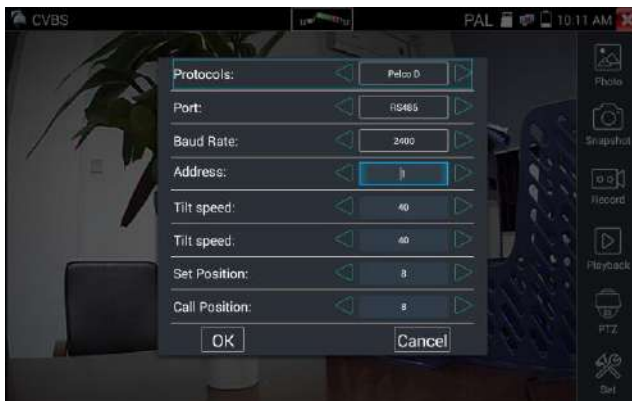 CVBS
PAL 10:11 AM
Protocols: Pelco D
Port: RS485
Baud Rate: 2400
Address: 1
Tilt speed: 40
Tilt speed: 40
Set Position: 8
Call Position: 8
OK Cancel
Photo
Snapshot
Record
Playback
PTZ
Set